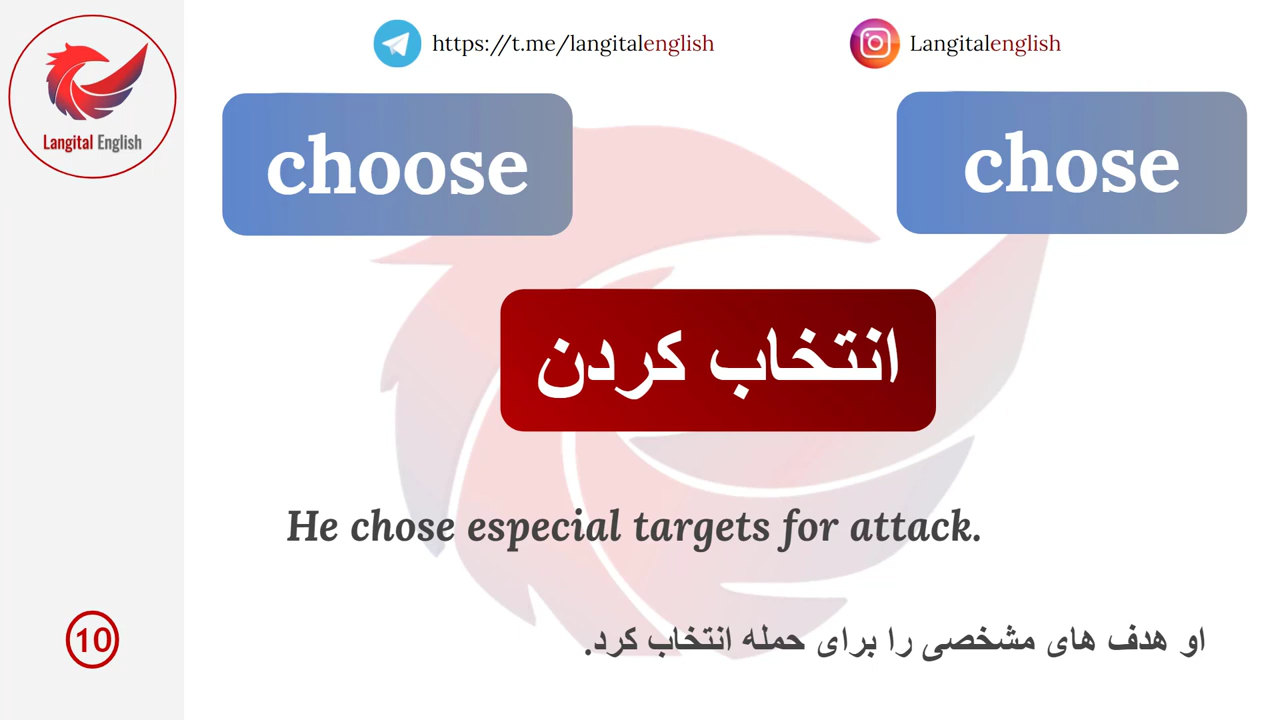 https://t.me/langitalenglish
Langitalenglish
Langital English
choose
chose
انتخاب کردن
He chose especial targets for attack.
او هدف های مشخصی را برای حمله انتخاب کرد.
10